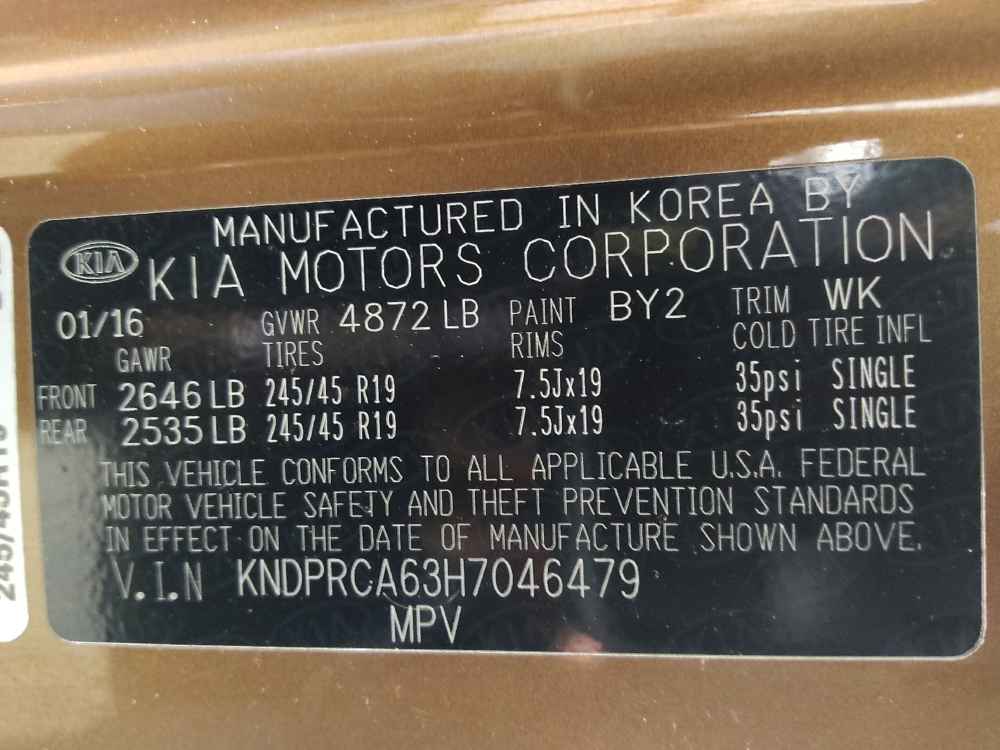 MANUFACTURED IN KOREA BY
KIA KIA MOTORS CORPORATION
01/16 GVWR 4872 LB PAINT BY2 TRIM WK
GAWR TIRES RIMS COLD TIRE INFL
FRONT 2646 LB 245/45 R19 7.5Jx19 35psi SINGLE
REAR 2535 LB 245/45 R19 7.5Jx19 35psi SINGLE
THIS VEHICLE CONFORMS TO ALL APPLICABLE U.S.A. FEDERAL
MOTOR VEHICLE SAFETY AND THEFT PREVENTION STANDARDS
IN EFFECT ON THE DATE OF MANUFACTURE SHOWN ABOVE.
V.I.N KNDPRCA63H7046479
MPV